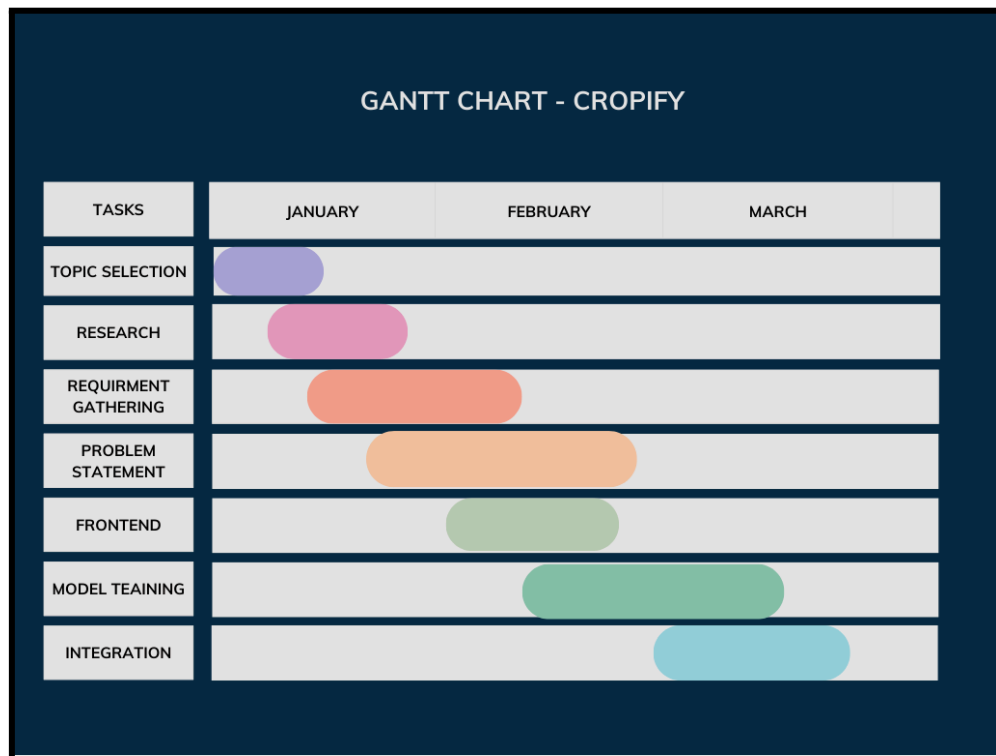 GANTT CHART - CROPIFY
TASKS
JANUARY
FEBRUARY
MARCH
TOPIC SELECTION
RESEARCH
REQUIRMENT
GATHERING
PROBLEM
STATEMENT
FRONTEND
MODEL TEAINING
INTEGRATION